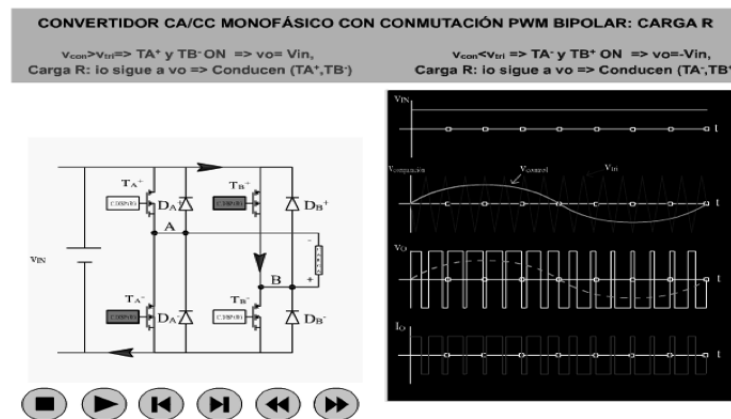 CONVERTIDOR CA/CC MONOFÁSICO CON CONMUTACIÓN PWM BIPOLAR: CARGA R
vcon>vtri=> TA+ y TB- ON => vo= Vin,
Carga R: io sigue a vo => Conducen (TA+,TB-)
vcon<vtri => TA- y TB+ ON => vo=-Vin,
Carga R: io sigue a vo => Conducen (TA-,TB+
VIN
t
vcontrol
vtri
t
VO
t
IO
t
TA+
DA+
TB+
DB+
A
vIN
-
+
B
TA-
DA-
TB-
DB-